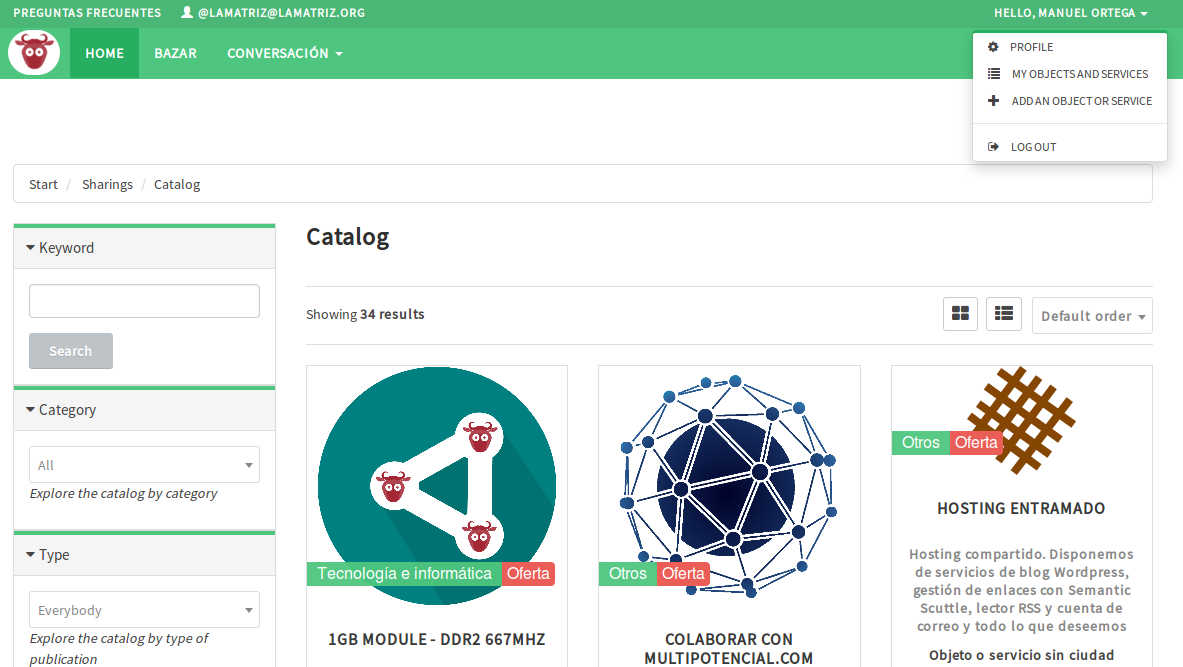 PREGUNTAS FRECUENTES @LAMATRIZ@LAMATRIZ.ORG HELLO, MANUEL ORTEGA
HOME BAZAR CONVERSACIÓN
PROFILE
MY OBJECTS AND SERVICES
ADD AN OBJECT OR SERVICE
LOGOUT
Start / Sharings / Catalog
Keyword
Search
Category
All
Explore the catalog by category
Type
Everybody
Explore the catalog by type of
publication
Catalog
Showing 34 results
Default order
Tecnología e informática Oferta
1GB MODULE - DDR2 667MHZ
Otros Oferta
COLABORAR CON
MULTIPOTENCIAL.COM
Otros Oferta
HOSTING ENTRAMADO
Hosting compartido. Disponemos
de servicios de blog Wordpress,
gestión de enlaces con Semantic
Scuttle, lector RSS y cuenta de
correo y todo lo que deseemos
Objeto o servicio sin ciudad